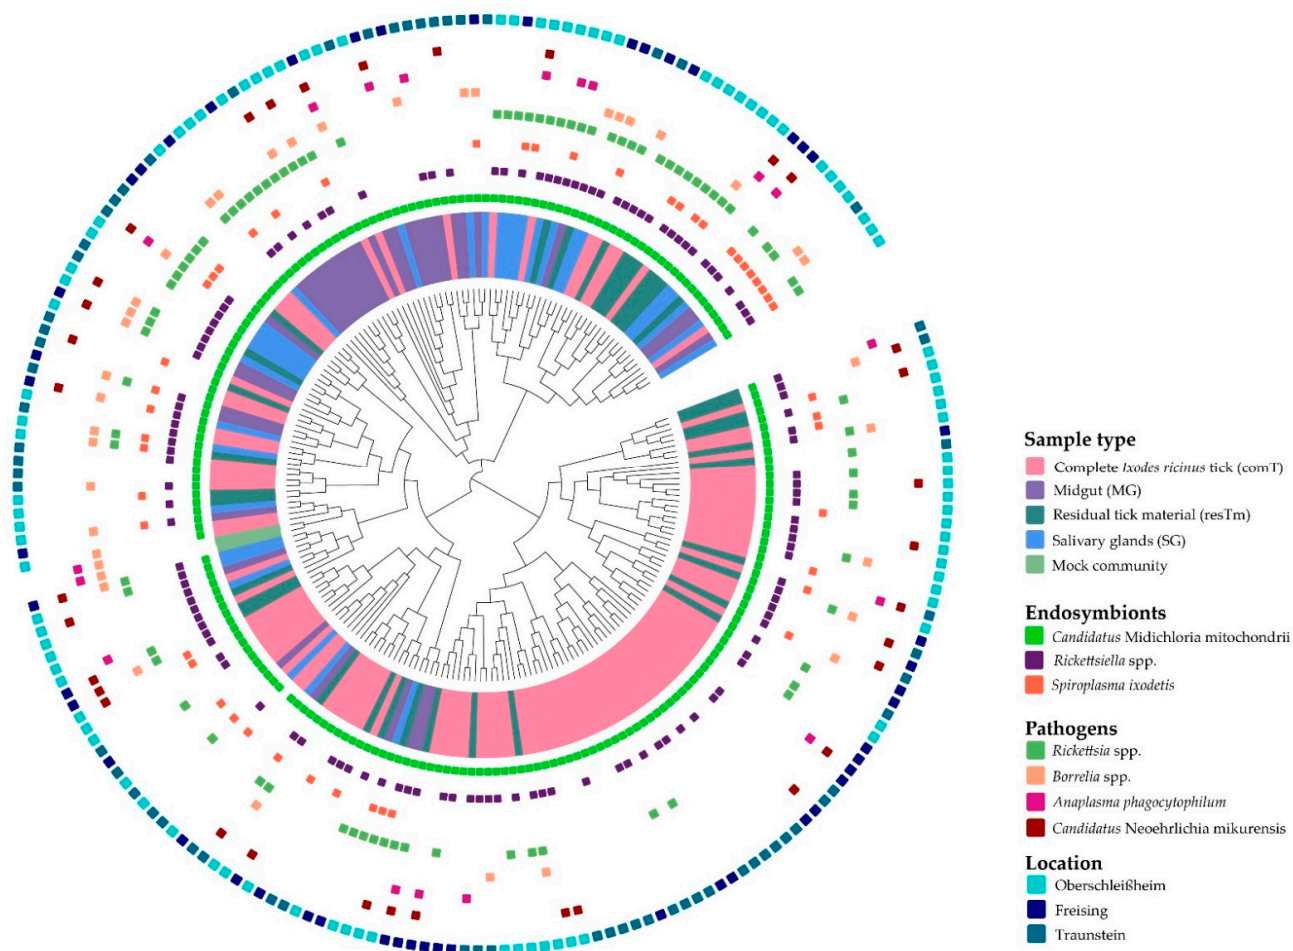 Sample type
Complete Ixodes ricinus tick (comT)
Midgut (MG)
Residual tick material (resTm)
Salivary glands (SG)
Mock community
Endosymbionts
Candidatus Midichloria mitochondrii
Rickettsiella spp.
Spiroplasma ixodetis
Pathogens
Rickettsia spp.
Borrelia spp.
Anaplasma phagocytophilum
Candidatus Neoehrlichia mikurensis
Location
Oberschleißheim
Freising
Traunstein